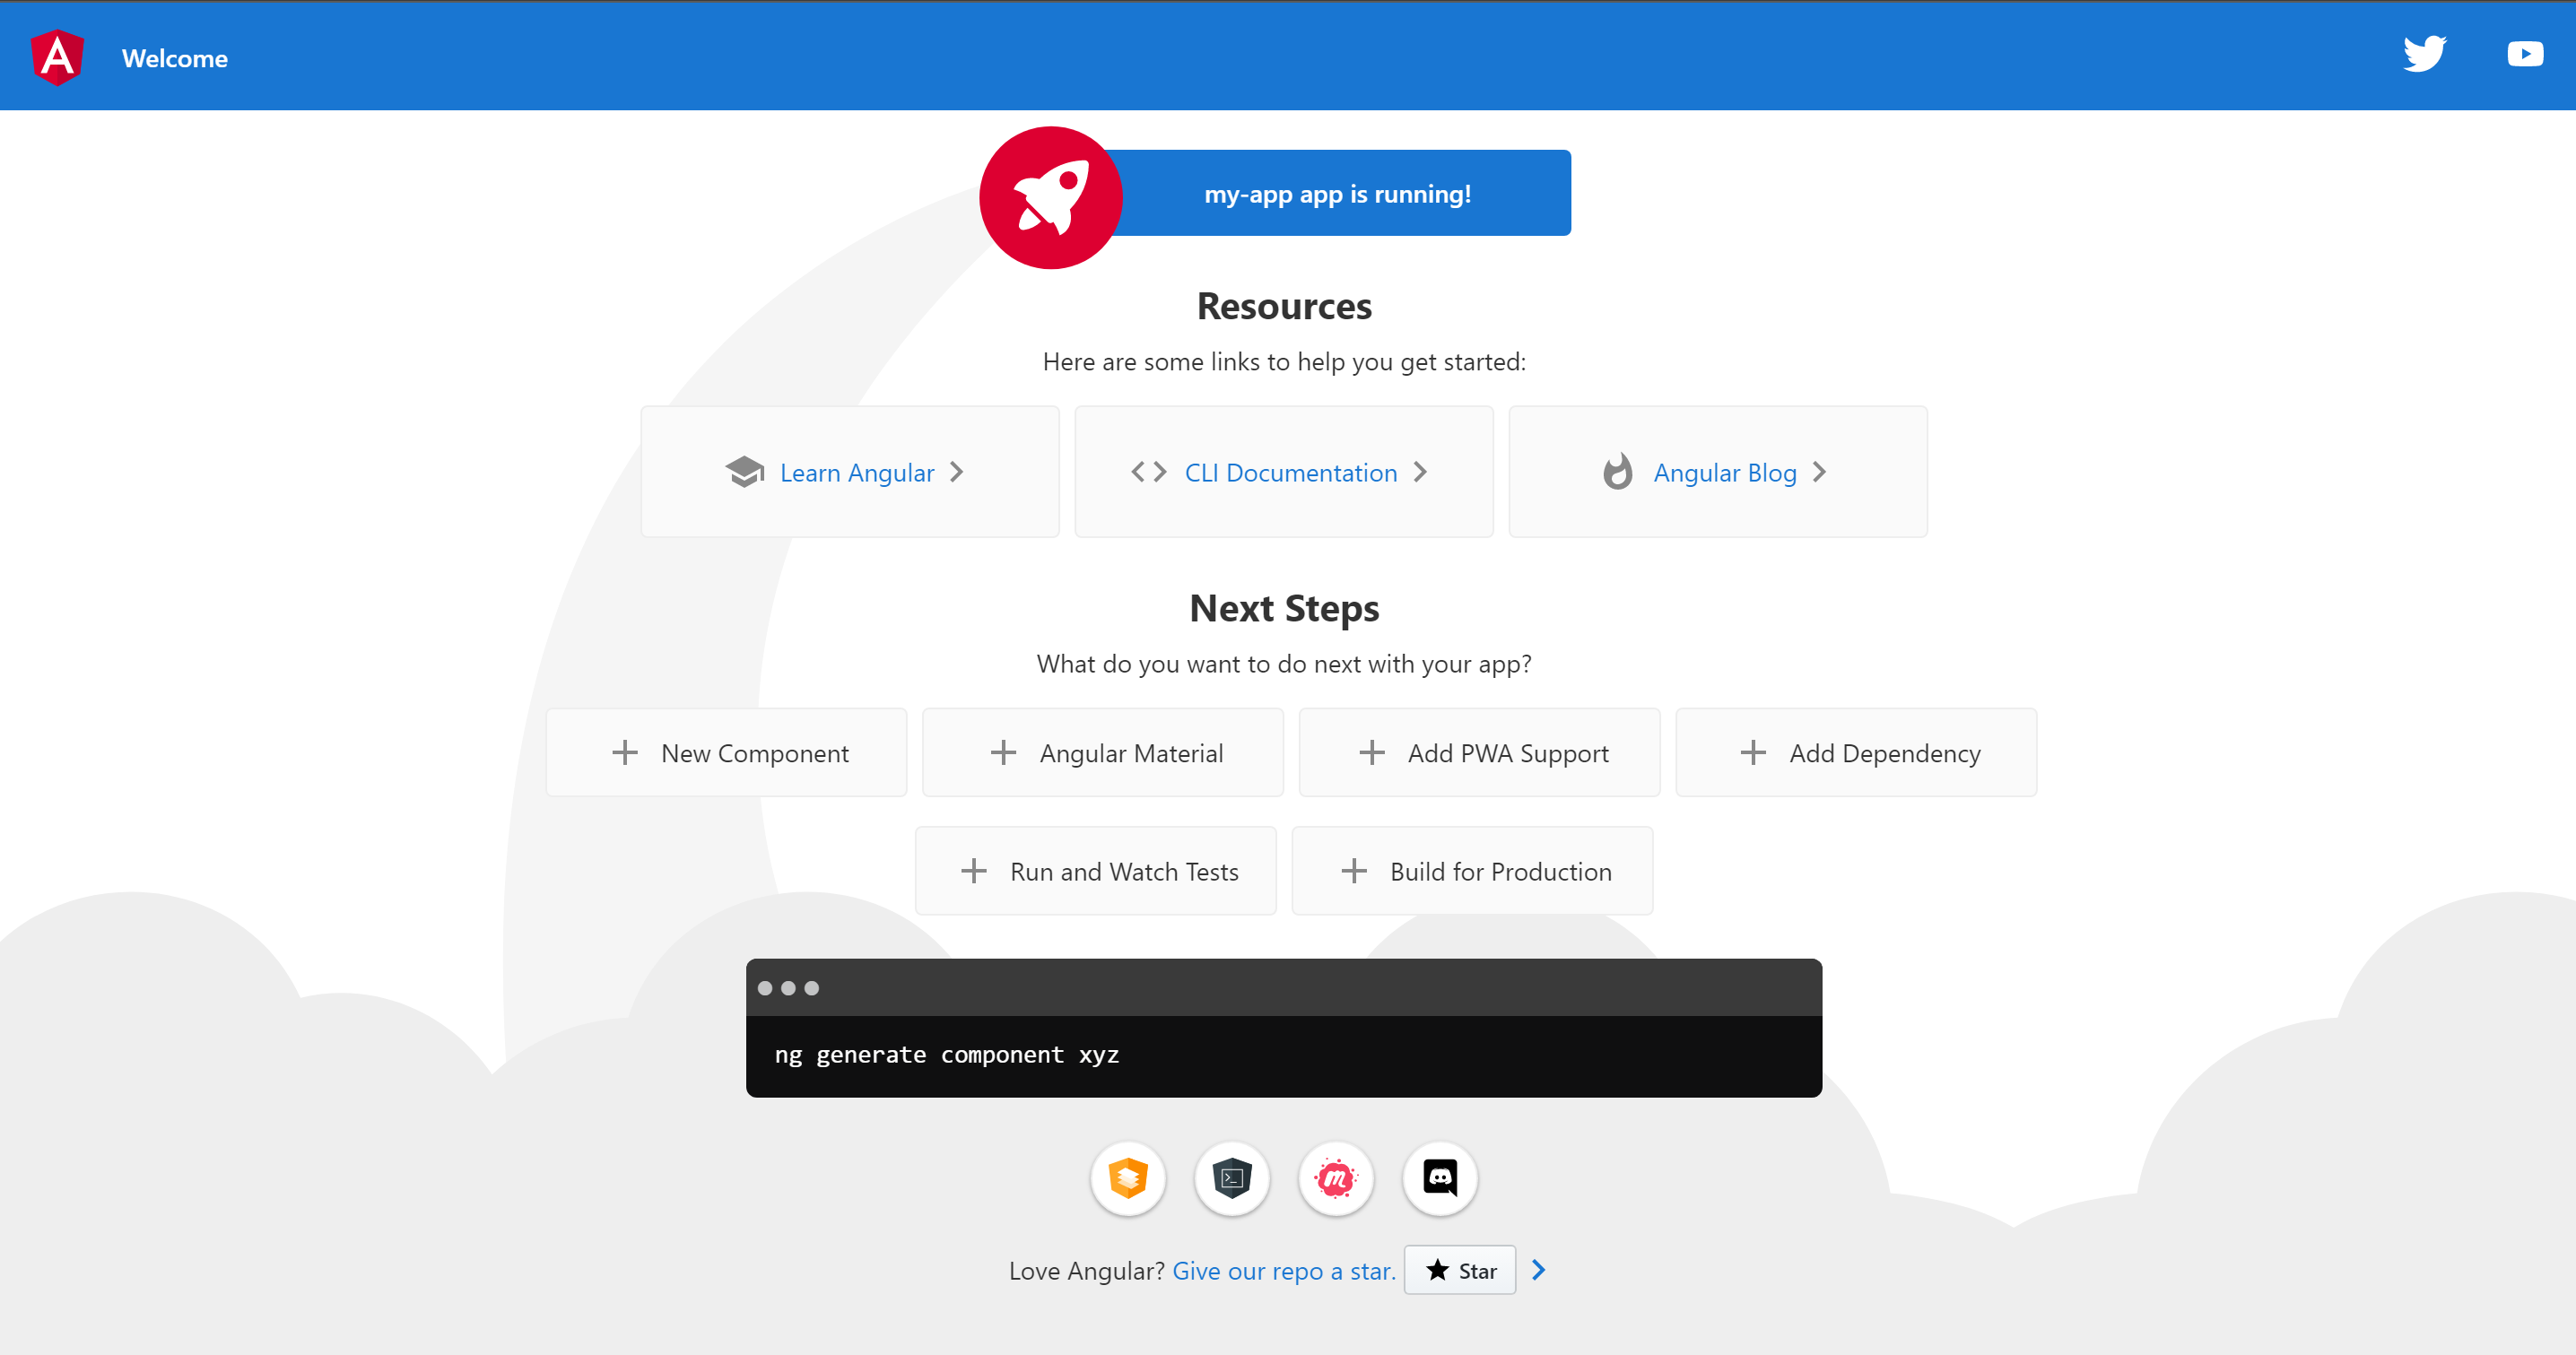 Welcome
my-app app is running!
Resources
Here are some links to help you get started:
Learn Angular
CLI Documentation
Angular Blog
Next Steps
What do you want to do next with your app?
New Component
Angular Material
Add PWA Support
Add Dependency
Run and Watch Tests
Build for Production
ng generate component xyz
Love Angular? Give our repo a star. Star